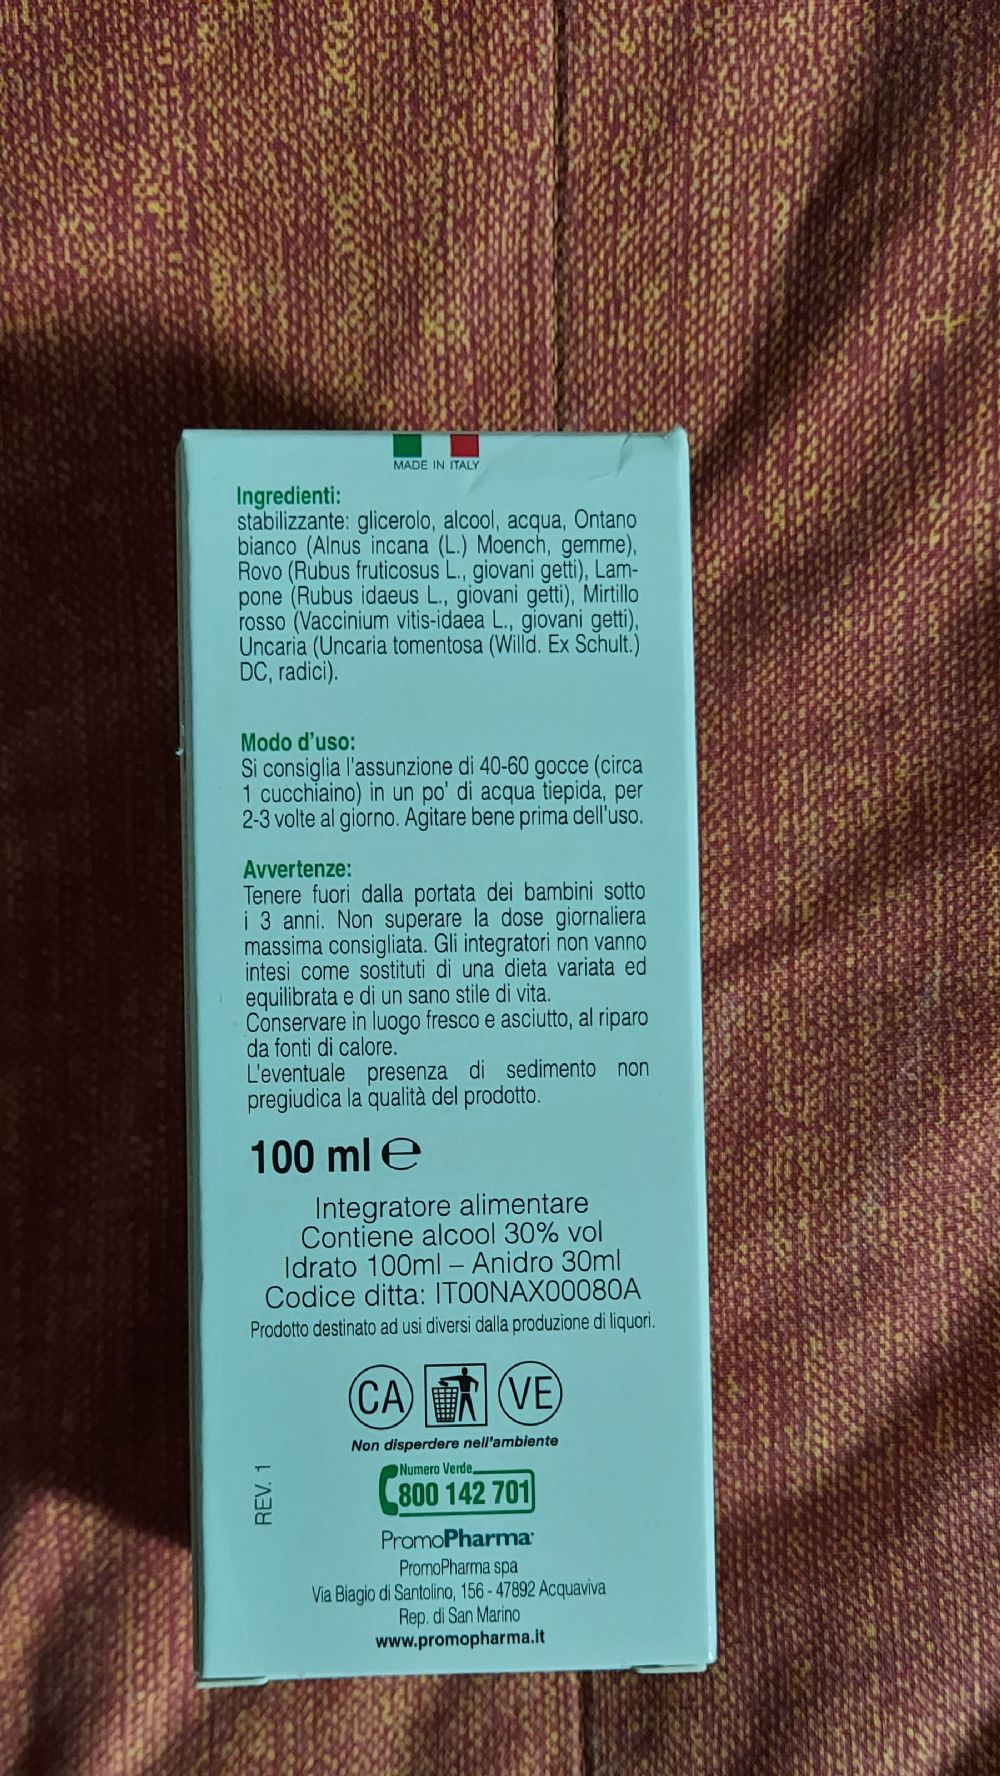 MADE IN ITALY
Ingredienti:
stabilizzante: glicerolo, alcool, acqua, Ontano
bianco (Alnus incana (L.) Moench, gemme),
Rovo (Rubus fruticosus L., giovani getti), Lam-
pone (Rubus idaeus L., giovani getti), Mirtillo
rosso (Vaccinium vitis-idaea L., giovani getti),
Uncaria (Uncaria tomentosa (Willd. Ex Schult.)
DC, radici).
Modo d'uso:
Si consiglia l'assunzione di 40-60 gocce (circa
1 cucchiaino) in un po' di acqua tiepida, per
2-3 volte al giorno. Agitare bene prima dell'uso.
Avvertenze:
Tenere fuori dalla portata dei bambini sotto
i 3 anni. Non superare la dose giornaliera
massima consigliata. Gli integratori non vanno
intesi come sostituti di una dieta variata ed
equilibrata e di un sano stile di vita.
Conservare in luogo fresco e asciutto, al riparo
da fonti di calore.
L'eventuale presenza di sedimento non
pregiudica la qualità del prodotto.
100 ml e
Integratore alimentare
Contiene alcool 30% vol
Idrato 100ml – Anidro 30ml
Codice ditta: IT00NAX00080A
Prodotto destinato ad usi diversi dalla produzione di liquori.
CA VE
Non disperdere nell'ambiente
Numero Verde
800 142 701
REV. 1
PromoPharma
PromoPharma spa
Via Biagio di Santolino, 156 - 47892 Acquaviva
Rep. di San Marino
www.promopharma.it